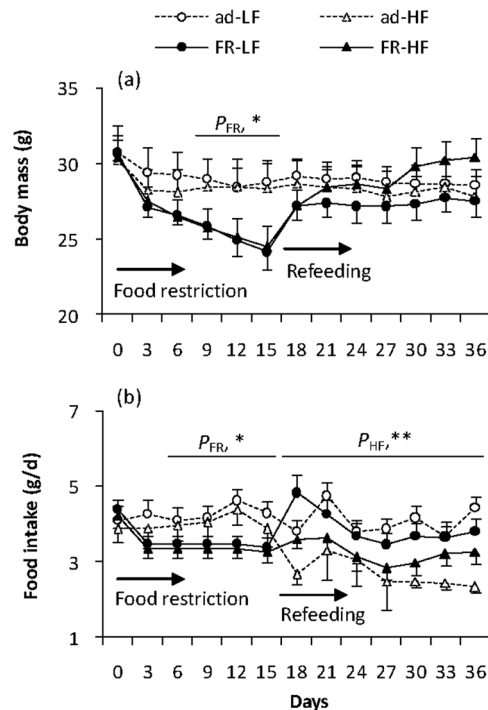 ad-LF ad-HF
FR-LF FR-HF
(a)
35
P_FR, *
30
Body mass (g)
25
Refeeding
Food restriction
20
0 3 6 9 12 15 18 21 24 27 30 33 36
(b)
7
P_FR, * P_HF,**
5
Food intake (g/d)
3
Food restriction Refeeding
1
0 3 6 9 12 15 18 21 24 27 30 33 36
Days